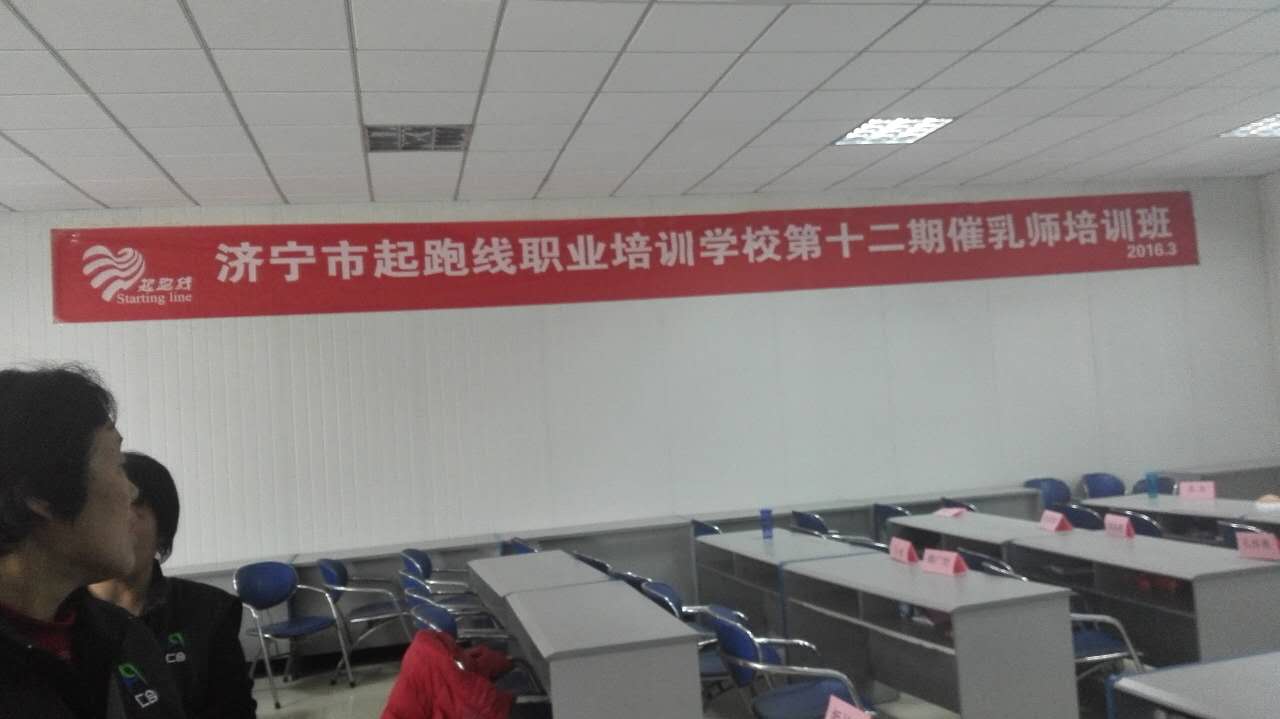 济宁市起跑线职业培训学校第十二期催乳师培训班
2016.3
起跑线
Starting line